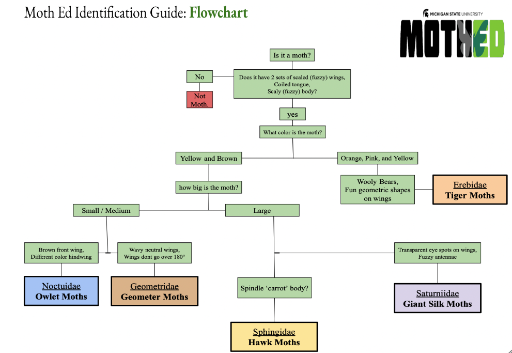 Moth Ed Identification Guide: Flowchart
MICHIGAN STATE UNIVERSITY
MOTHED
Is it a moth?
No
Does it have 2 sets of scaled (fuzzy) wings,
Coiled tongue,
Scaly (fuzzy) body?
Not
Moth.
yes
What color is the moth?
Yellow and Brown
Orange, Pink, and Yellow
how big is the moth?
Wooly Bears,
Fun geometric shapes
on wings
Erebidae
Tiger Moths
Small / Medium
Large
Brown front wing,
Different color hindwing
Wavy neutral wings,
Wings dent go over 180°
Transparent eye spots on wings,
Fuzzy antennae
Noctuidae
Owlet Moths
Geometridae
Geometer Moths
Spindle 'carrot' body?
Saturniidae
Giant Silk Moths
Sphingidae
Hawk Moths